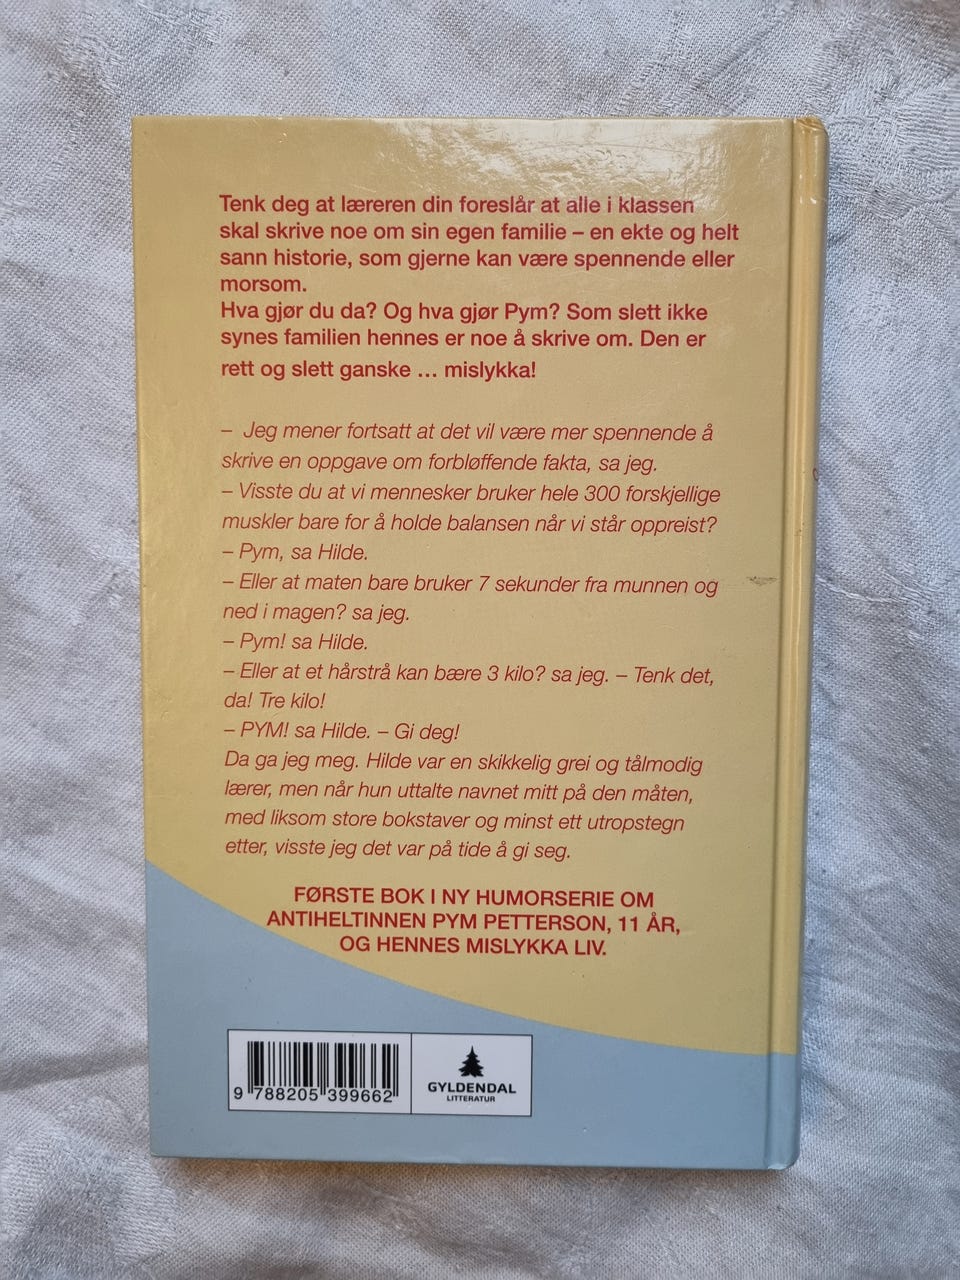 Tenk deg at læreren din foreslår at alle i klassen
skal skrive noe om sin egen familie – en ekte og helt
sann historie, som gjerne kan være spennende eller
morsom.
Hva gjør du da? Og hva gjør Pym? Som slett ikke
synes familien hennes er noe å skrive om. Den er
rett og slett ganske ... mislykka!
– Jeg mener fortsatt at det vil være mer spennende å
skrive en oppgave om forbløffende fakta, sa jeg.
– Visste du at vi mennesker bruker hele 300 forskjellige
muskler bare for å holde balansen når vi står oppreist?
– Pym, sa Hilde.
– Eller at maten bare bruker 7 sekunder fra munnen og
ned i magen? sa jeg.
– Pym! sa Hilde.
– Eller at et hårstrå kan bære 3 kilo? sa jeg. – Tenk det,
da! Tre kilo!
– PYM! sa Hilde. – Gi deg!
Da ga jeg meg. Hilde var en skikkelig grei og tålmodig
lærer, men når hun uttalte navnet mitt på den måten,
med liksom store bokstaver og minst ett utropstegn
etter, visste jeg det var på tide å gi seg.
FØRSTE BOK I NY HUMORSERIE OM
ANTIHELTINNEN PYM PETTERSON, 11 ÅR,
OG HENNES MISLYKKA LIV.
9 788205 399662
GYLDENDAL
LITTERATUR